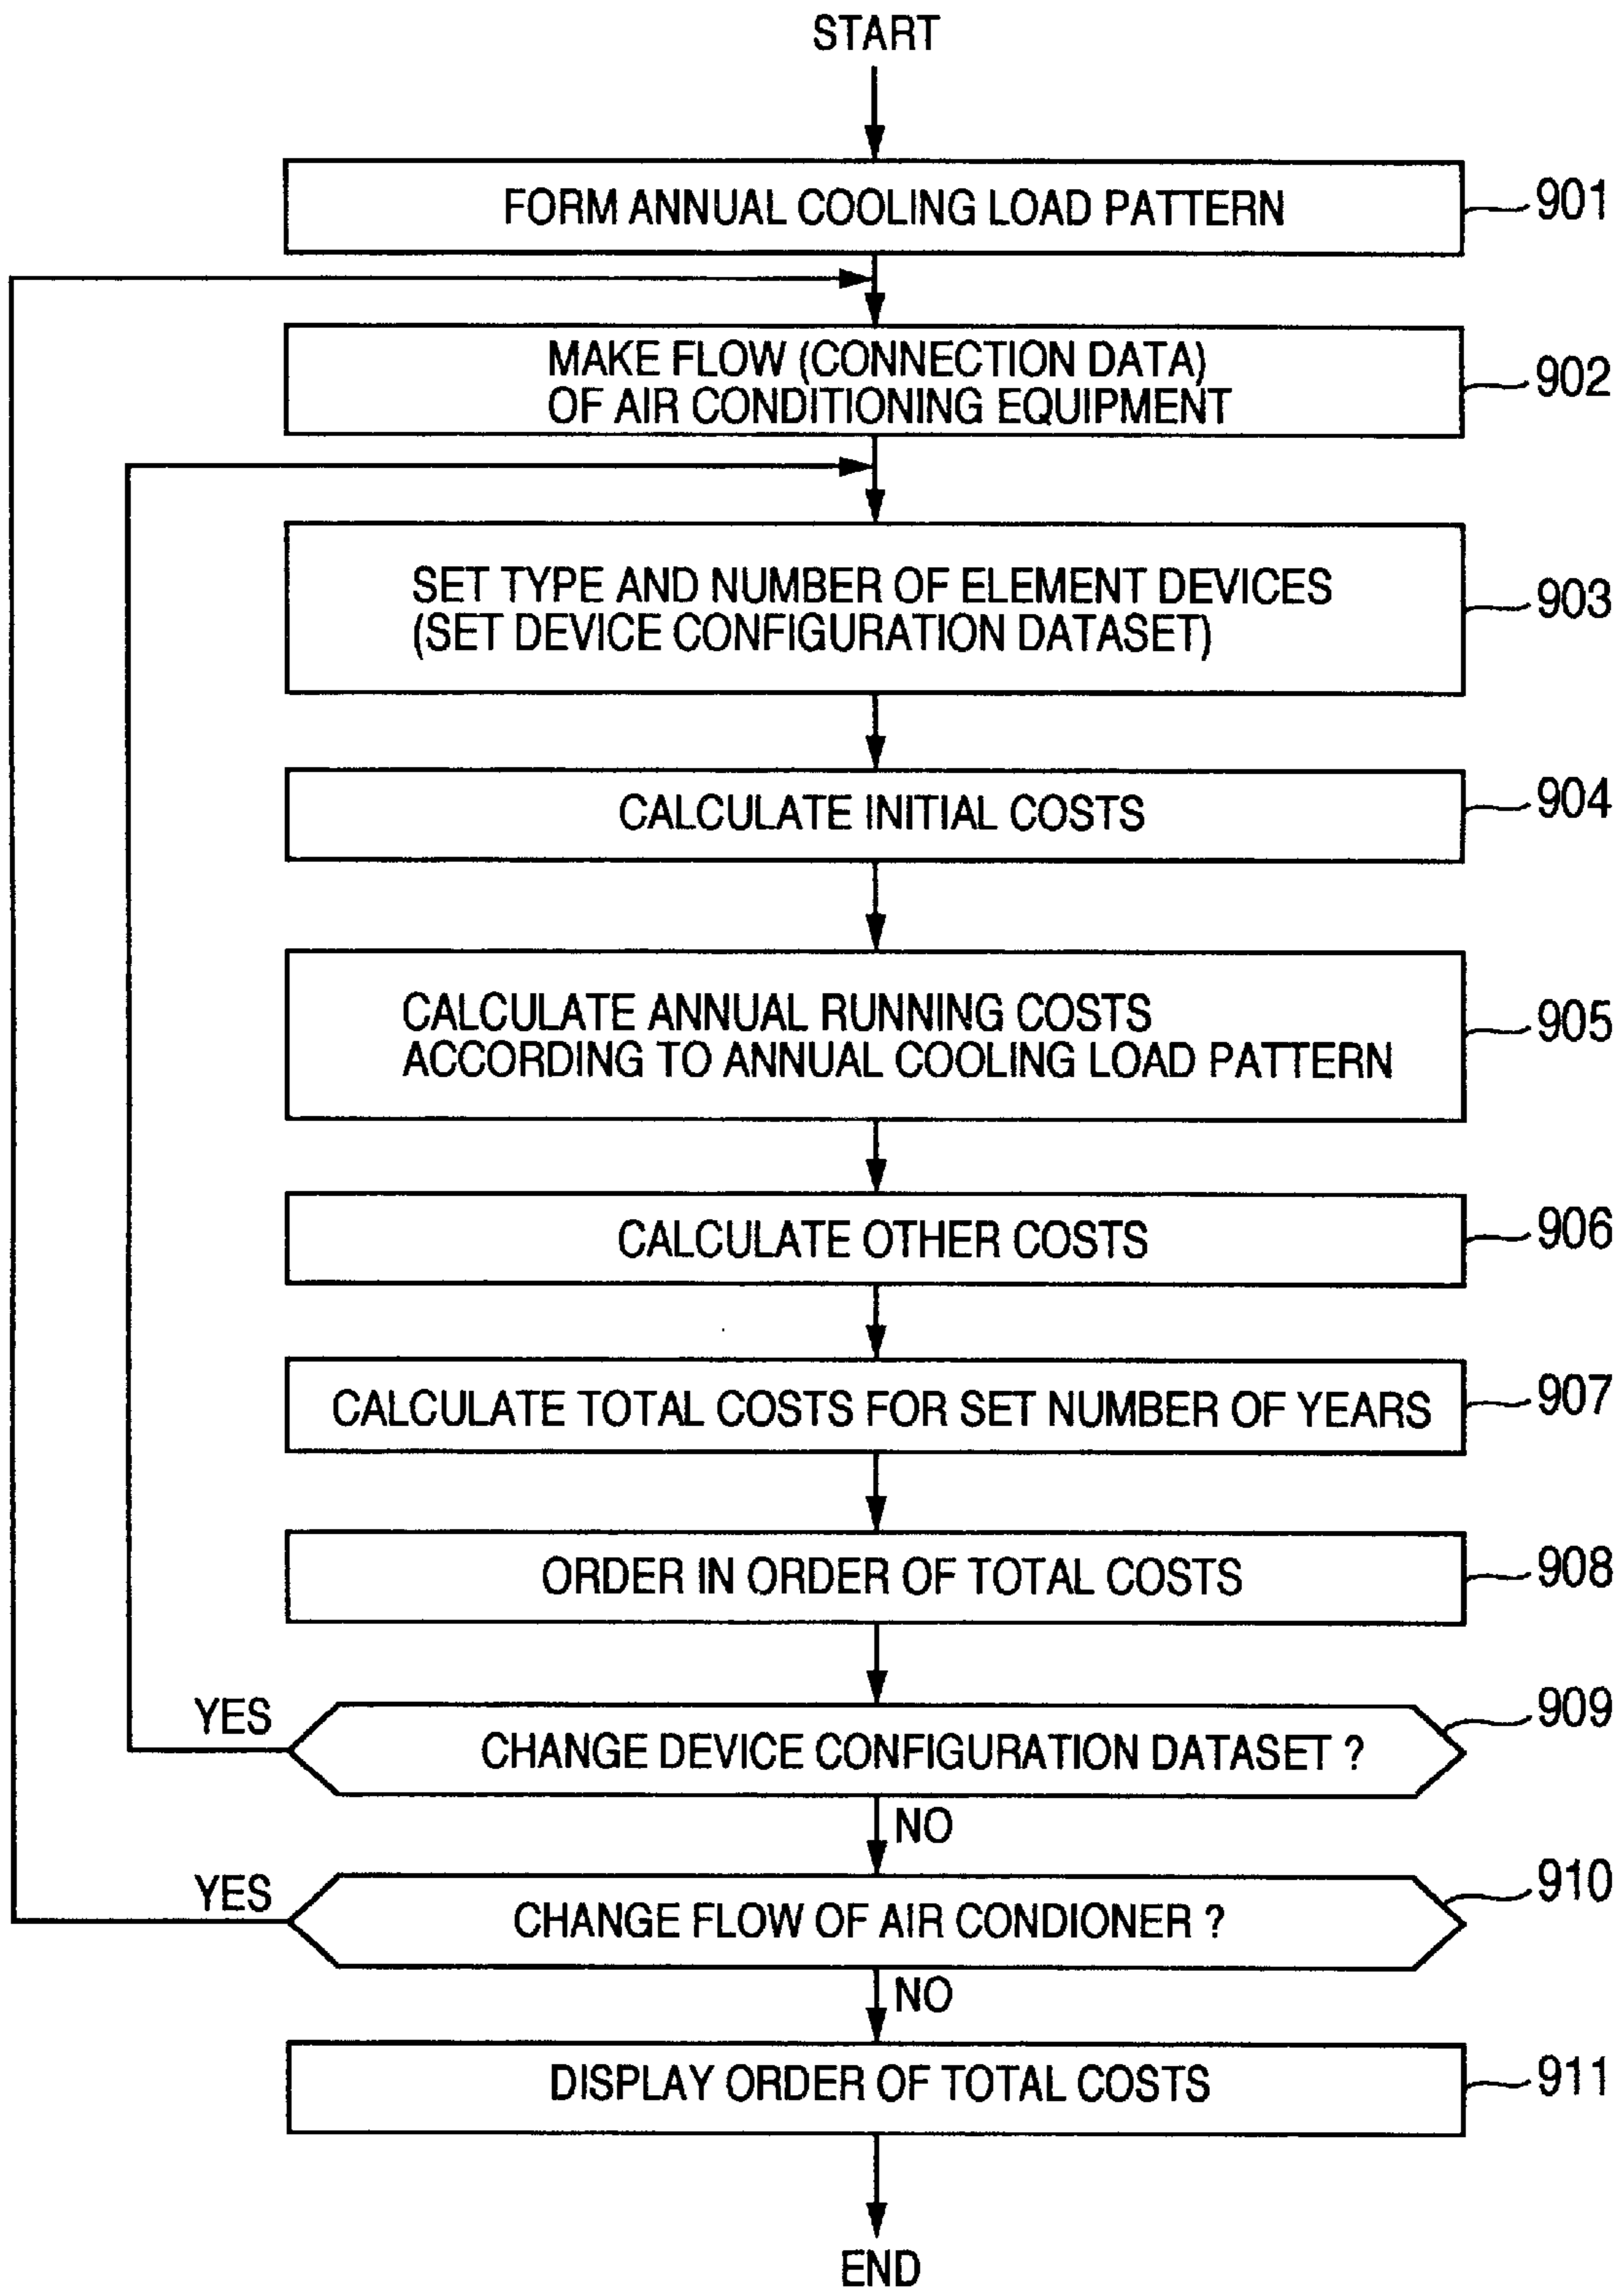 START
FORM ANNUAL COOLING LOAD PATTERN
901
MAKE FLOW (CONNECTION DATA)
OF AIR CONDITIONING EQUIPMENT
902
SET TYPE AND NUMBER OF ELEMENT DEVICES
(SET DEVICE CONFIGURATION DATASET)
903
CALCULATE INITIAL COSTS
904
CALCULATE ANNUAL RUNNING COSTS
ACCORDING TO ANNUAL COOLING LOAD PATTERN
905
CALCULATE OTHER COSTS
906
CALCULATE TOTAL COSTS FOR SET NUMBER OF YEARS
907
ORDER IN ORDER OF TOTAL COSTS
908
YES
CHANGE DEVICE CONFIGURATION DATASET ?
909
NO
YES
CHANGE FLOW OF AIR CONDIONER ?
910
NO
DISPLAY ORDER OF TOTAL COSTS
911
END